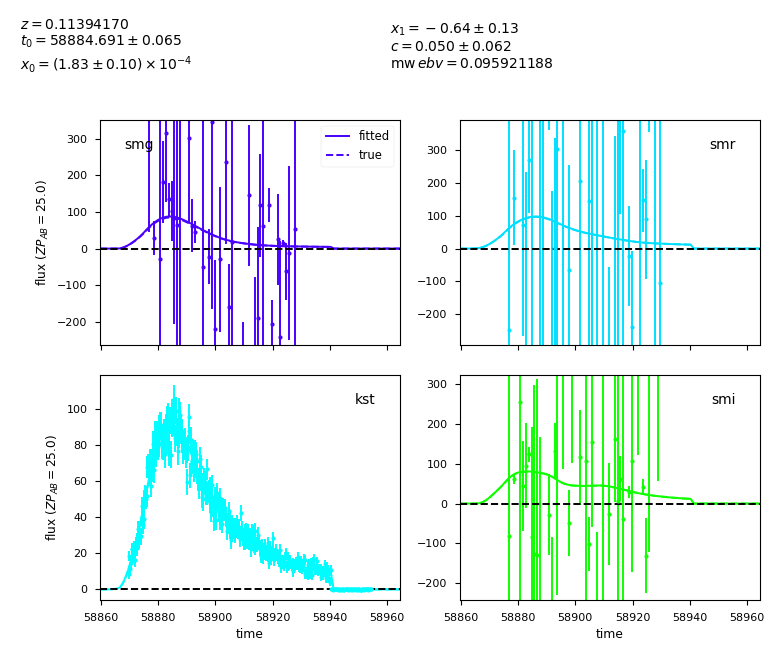 z = 0.11394170
t0 = 58884.691 ± 0.065
x0 = (1.83 ± 0.10) × 10^−4
x1 = −0.64 ± 0.13
c = 0.050 ± 0.062
mwebv = 0.095921188
smg
fitted
true
300
200
100
0
−100
−200
flux (ZP_AB = 25.0)
smr
300
200
100
0
−100
−200
kst
100
80
60
40
20
0
flux (ZP_AB = 25.0)
58860 58880 58900 58920 58940 58960
time
smi
300
200
100
0
−100
−200
58860 58880 58900 58920 58940 58960
time